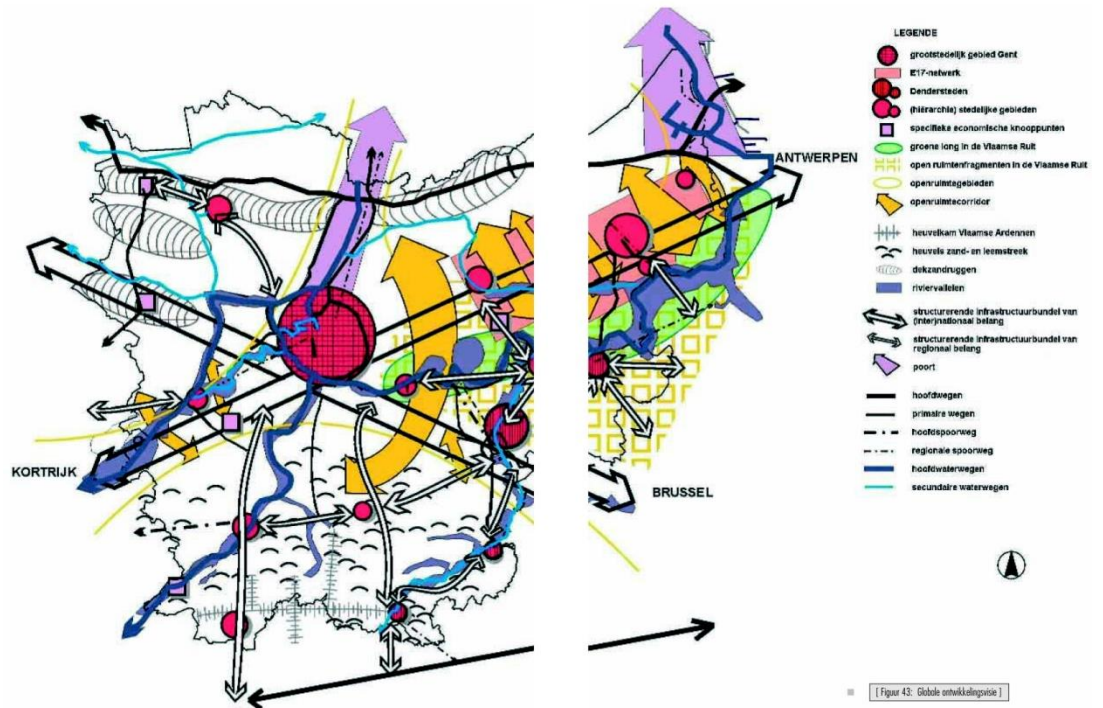 KORTRIJK
ANTWERPEN
BRUSSEL
LEGENDE
grootstedelijk gebied Gent
E17-netwerk
Dendersteden
(hiërarchie) stedelijke gebieden
specifieke economische knooppunten
groene long in de Vlaamse Ruit
open ruimtenfragmenten in de Vlaamse Ruit
openruimtegebieden
openruimtecorridor
heuvelkam Vlaamse Ardennen
heuvels zand- en leemstreek
dekzandruggen
riviervalleien
structurerende infrastructuurbundel van
(inter)nationaal belang
structurerende infrastructuurbundel van
regionaal belang
poort
hoofdwegen
primaire wegen
hoofdspoorweg
regionale spoorweg
hoofdwaterwegen
secundaire waterwegen
[ Figuur 43: Globale ontwikkelingsvisie ]